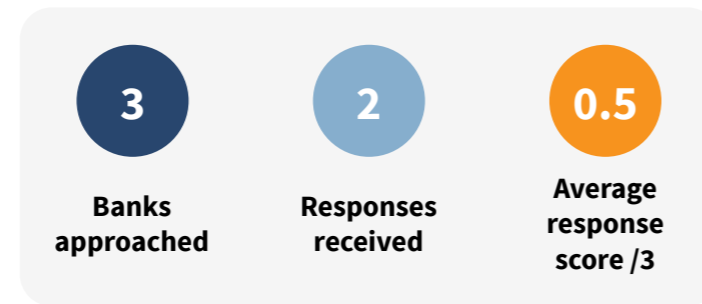 3
Banks
approached
2
Responses
received
0.5
Average
response
score /3